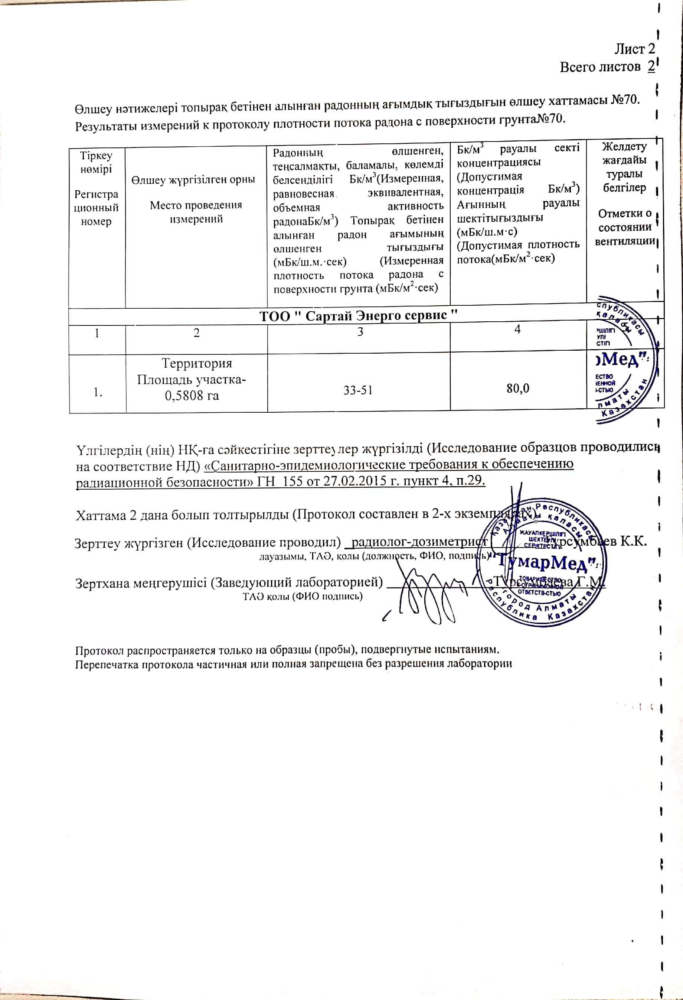 Лист 2
Всего листов 2
Өлшеу нәтижелері топырақ бетінен алынған радонның ағымдық тығыздығын өлшеу хаттамасы №70.
Результаты измерений к протоколу плотности потока радона с поверхности грунта№70.
Тіркеу
нөмірі
Регистра
ционный
номер
Өлшеу жүргізілген орны
Место проведения
измерений
Радонның өлшенген,
теңсалмақты, баламалы, көлемді
белсенділігі Бк/м³(Измеренная,
равновесная эквивалентная,
объемная активность
радонаБк/м³) Топырақ бетінен
алынған радон ағымының
өлшенген тығыздығы
(мБк/ш.м.·сек) (Измеренная
плотность потока радона с
поверхности грунта (мБк/м²·сек)
Бк/м³ рауалы секті
концентрациясы
(Допустимая
концентрація Бк/м³)
Ағынның рауалы
шектітығыздығы
(мБк/ш.м·с)
(Допустимая плотность
потока(мБк/м²·сек)
Желдету
жағдайы
туралы
белгілер
Отметки о
состоянии
вентиляции
ТОО " Сартай Энерго сервис "
1
2
3
4
1.
Территория
Площадь участка-
0,5808 га
33-51
80,0
Үлгілердің (нің) НҚ-ға сәйкестігіне зерттеулер жүргізілді (Исследование образцов проводились
на соответствие НД) «Санитарно-эпидемиологические требования к обеспечению
радиационной безопасности» ГН 155 от 27.02.2015 г. пункт 4, п.29.
Хаттама 2 дана болып толтырылды (Протокол составлен в 2-х экземплярах)
Зерттеу жүргізген (Исследование проводил) радиолог-дозиметрист Турсумбаев К.К.
лауазымы, ТАӘ, қолы (должность, ФИО, подпись)
Зертхана меңгерушісі (Заведующий лабораторией) Турсумбаева Г.М.
ТАӘ қолы (ФИО подпись)
Қазақстан Республикасы
Алматы қаласы
ЖАУАПКЕРШІЛІГІ
ШЕКТЕУЛІ
СЕРІКТЕСТІГІ
"ТумарМед"
ТОВАРИЩЕСТВО
С ОГРАНИЧЕННОЙ
ОТВЕТСТВ-СТЬЮ
город Алматы
Республика Казахстан
Протокол распространяется только на образцы (пробы), подвергнутые испытаниям.
Перепечатка протокола частичная или полная запрещена без разрешения лаборатории